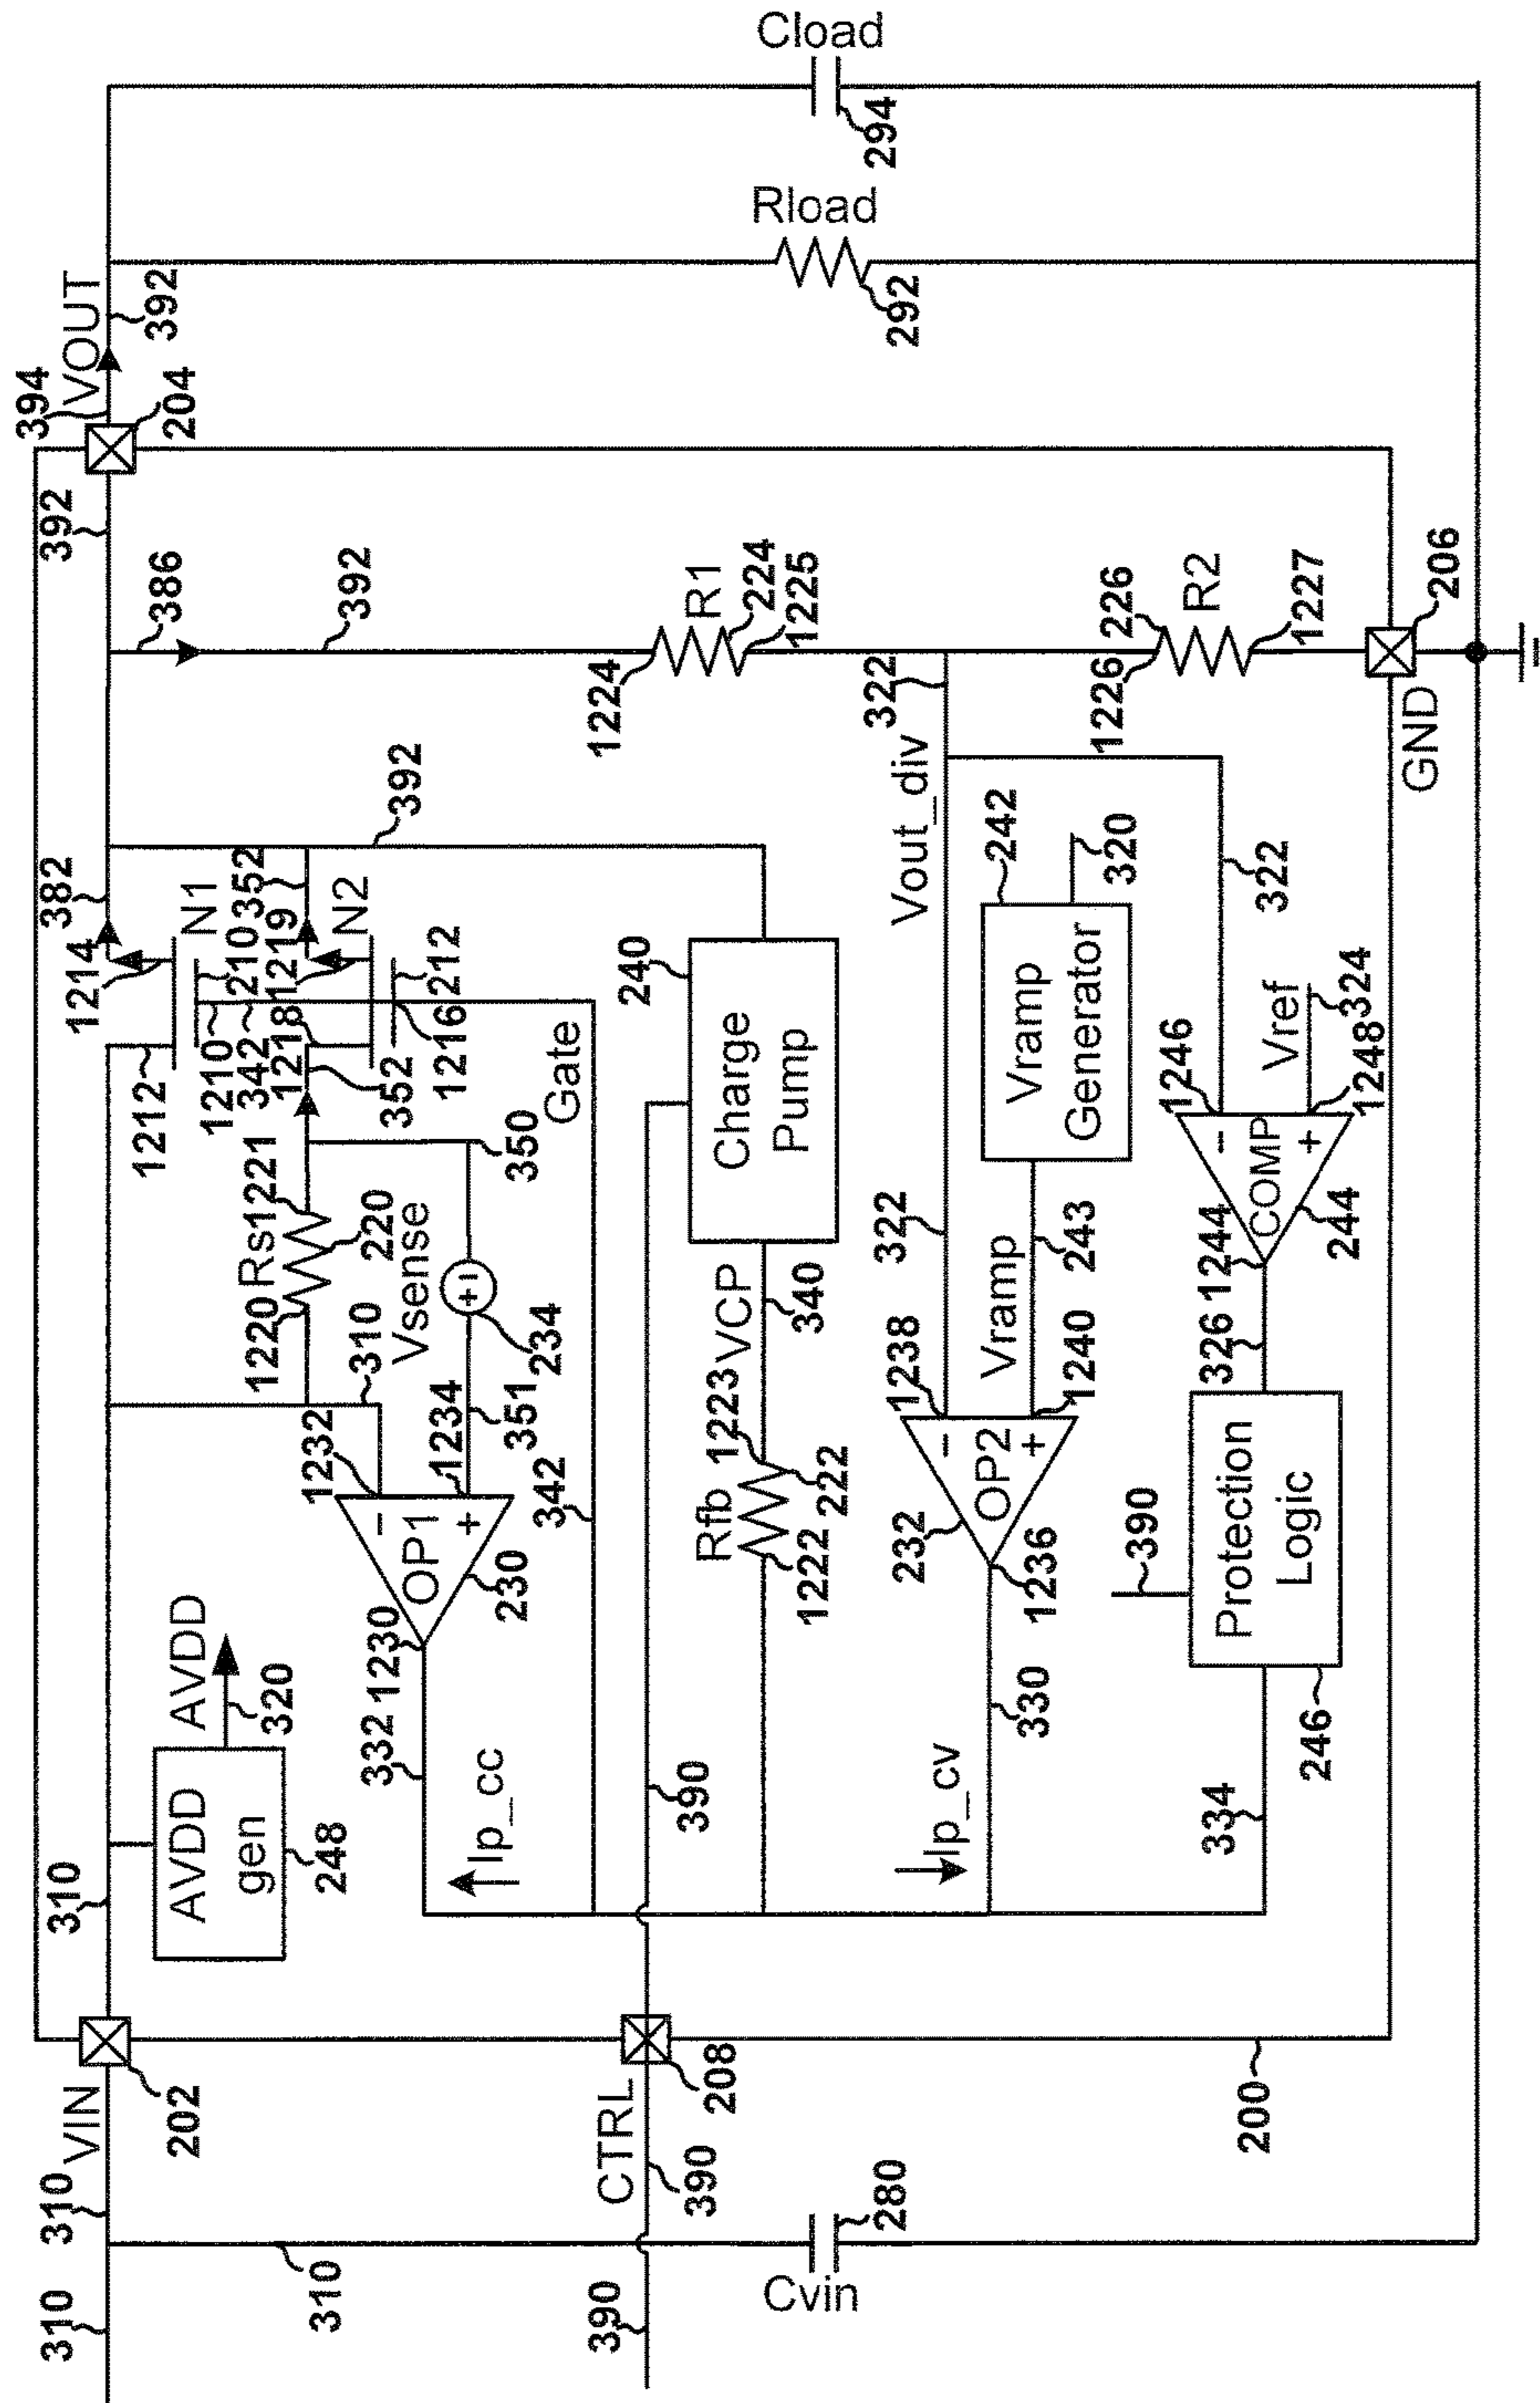 310
310
VIN
202
310
310
AVDD
gen
248
AVDD
320
332
1230
Ip_cc
OP1
230
1232
1234
351
342
310
Vsense
234
1220
Rs
1221
220
350
1212
1210
342
1218
352
1216
Gate
1214
N1
210
1219
N2
212
382
352
392
386
392
392
394
VOUT
204
392
CTRL
390
390
208
390
Rfb
1222
1223
222
VCP
340
Charge
Pump
240
1224
R1
224
1225
322
Vout_div
322
Ip_cv
330
232
OP2
1236
1238
1240
Vramp
243
Vramp
Generator
242
320
322
1226
226
R2
1227
206
GND
334
246
390
Protection
Logic
326
1244
COMP
244
1246
1248
Vref
324
200
Cvin
280
Rload
292
Cload
294